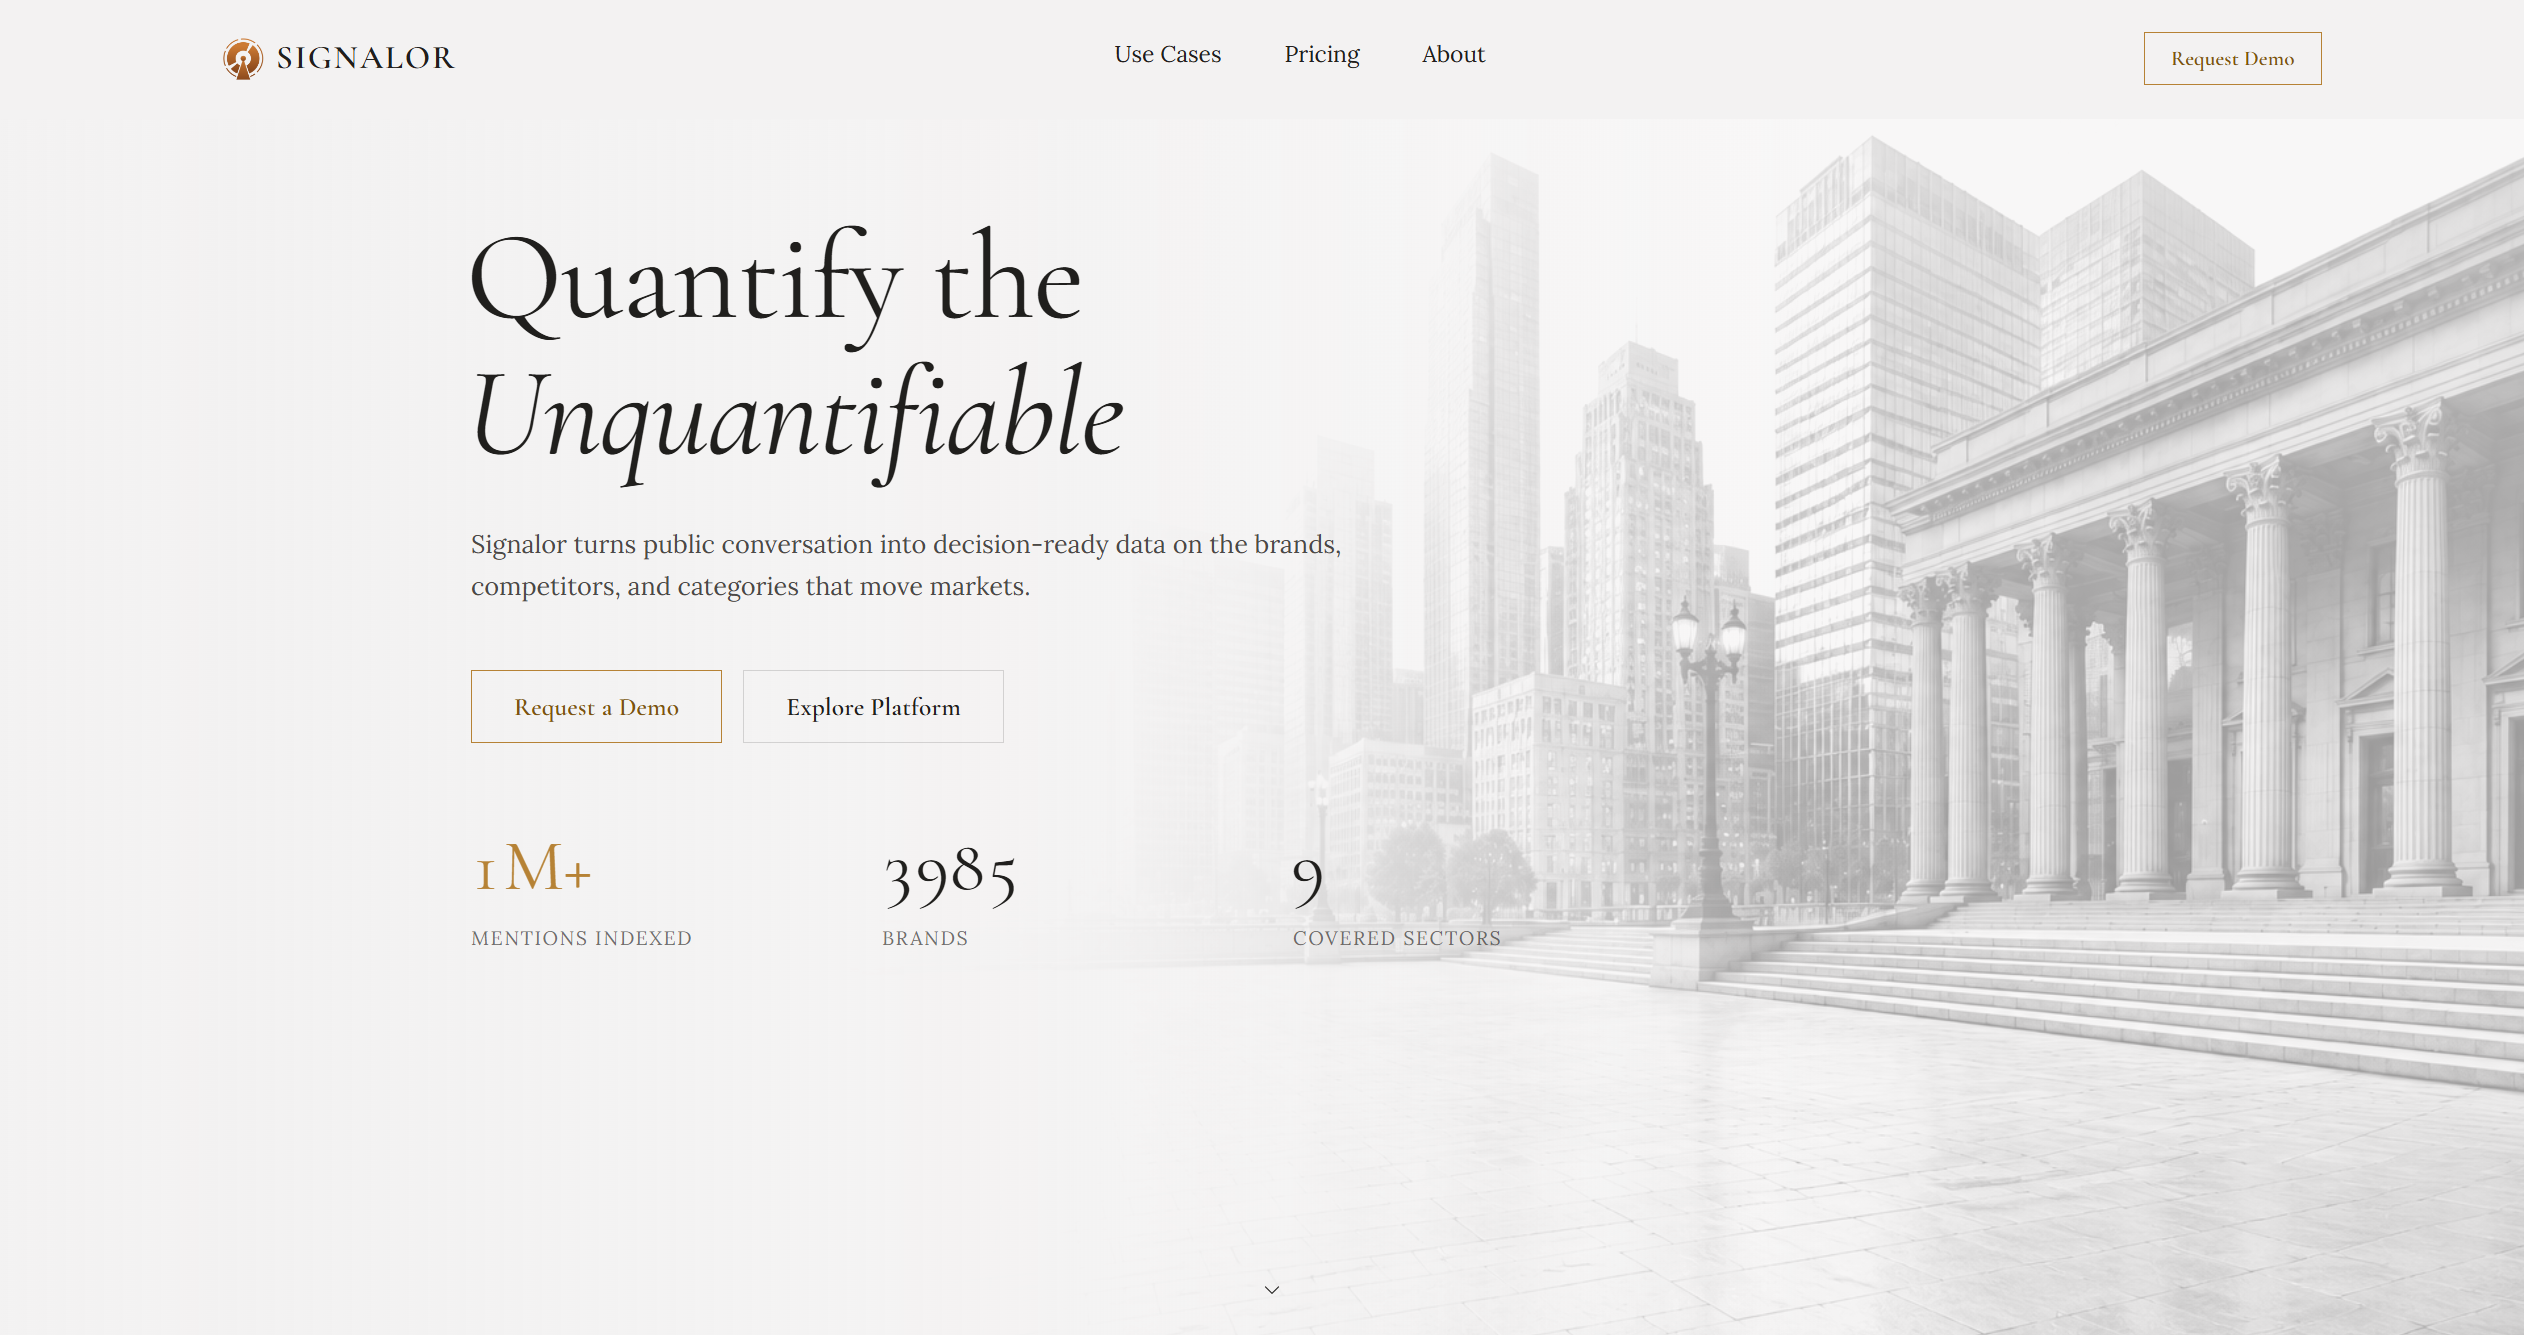 SIGNALOR
Use Cases
Pricing
About
Request Demo
Quantify the
Unquantifiable
Signalor turns public conversation into decision-ready data on the brands,
competitors, and categories that move markets.
Request a Demo
Explore Platform
1M+
MENTIONS INDEXED
3985
BRANDS
9
COVERED SECTORS